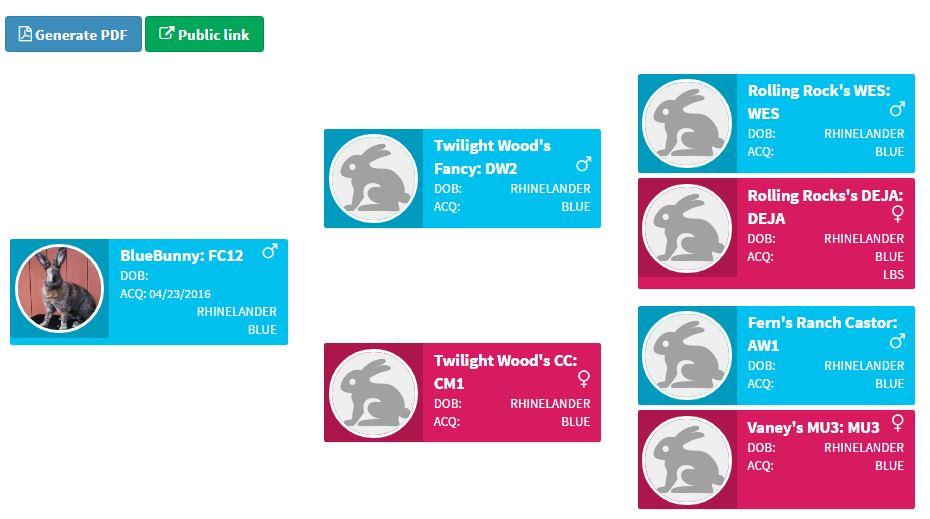 Generate PDF
Public link
BlueBunny: FC12 ♂
DOB:
ACQ: 04/23/2016
RHINELANDER
BLUE
Twilight Wood's
Fancy: DW2 ♂
DOB: RHINELANDER
ACQ: BLUE
Twilight Wood's CC:
CM1 ♀
DOB: RHINELANDER
ACQ: BLUE
Rolling Rock's WES:
WES ♂
DOB: RHINELANDER
ACQ: BLUE
Rolling Rocks's DEJA:
DEJA ♀
DOB: RHINELANDER
ACQ: BLUE
LBS
Fern's Ranch Castor:
AW1 ♂
DOB: RHINELANDER
ACQ: BLUE
Vaney's MU3: MU3 ♀
DOB: RHINELANDER
ACQ: BLUE